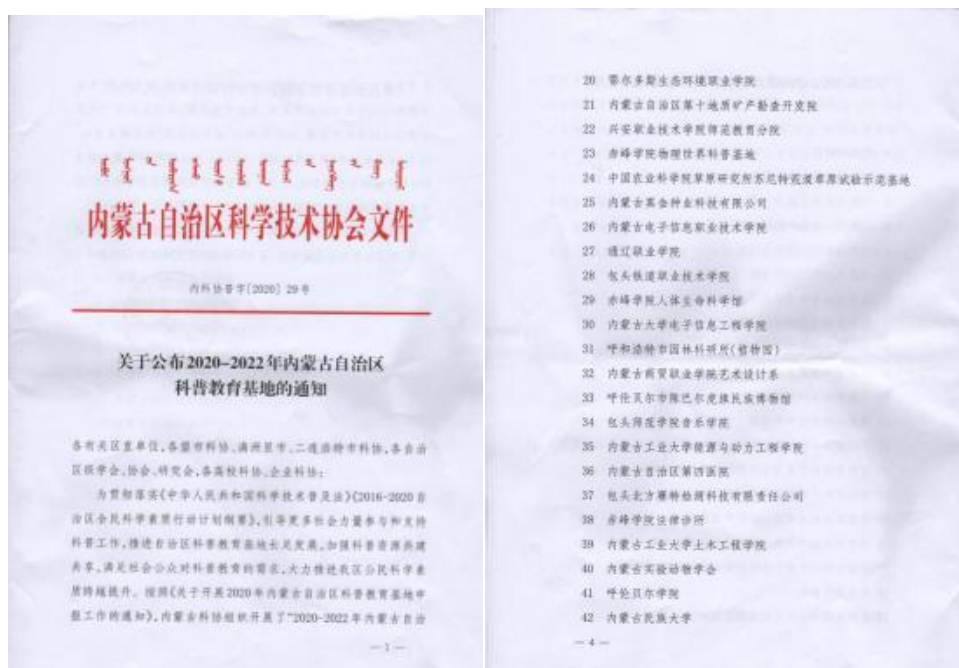 内蒙古自治区科学技术协会文件
内科协普字[2020] 29号
关于公布2020-2022年内蒙古自治区
科普教育基地的通知
各有关区直单位,各盟市科协、满洲里市、二连浩特市科协,各自治
区级学会、协会、研究会,各高校科协、企业科协:
为贯彻落实《中华人民共和国科学技术普及法》《2016-2020自
治区全民科学素质行动计划纲要》,引导更多社会力量参与和支持
科普工作,推进自治区科普教育基地长足发展,加强科普资源共建
共享,满足社会公众对科普教育的需求,大力推进我区公民科学素
质跨越提升。按照《关于开展2020年内蒙古自治区科普教育基地申
报工作的通知》,内蒙古科协组织开展了"2020-2022年内蒙古自治
—1—
20 鄂尔多斯生态环境职业学院
21 内蒙古自治区第十地质矿产勘查开发院
22 兴安职业技术学院师范教育分院
23 赤峰学院物理世界科普基地
24 中国农业科学院草原研究所苏尼特荒漠草原试验示范基地
25 内蒙古蒿金种业科技有限公司
26 内蒙古电子信息职业技术学院
27 通辽职业学院
28 包头铁道职业技术学院
29 赤峰学院人体生命科学馆
30 内蒙古大学电子信息工程学院
31 呼和浩特市园林科研所(植物园)
32 内蒙古商贸职业学院艺术设计系
33 呼伦贝尔市陈巴尔虎旗民族博物馆
34 包头师范学院音乐学院
35 内蒙古工业大学能源与动力工程学院
36 内蒙古自治区第四医院
37 包头北方赛特检测科技有限责任公司
38 赤峰学院法律诊所
39 内蒙古工业大学土木工程学院
40 内蒙古实验动物学会
41 呼伦贝尔学院
42 内蒙古民族大学
—4—